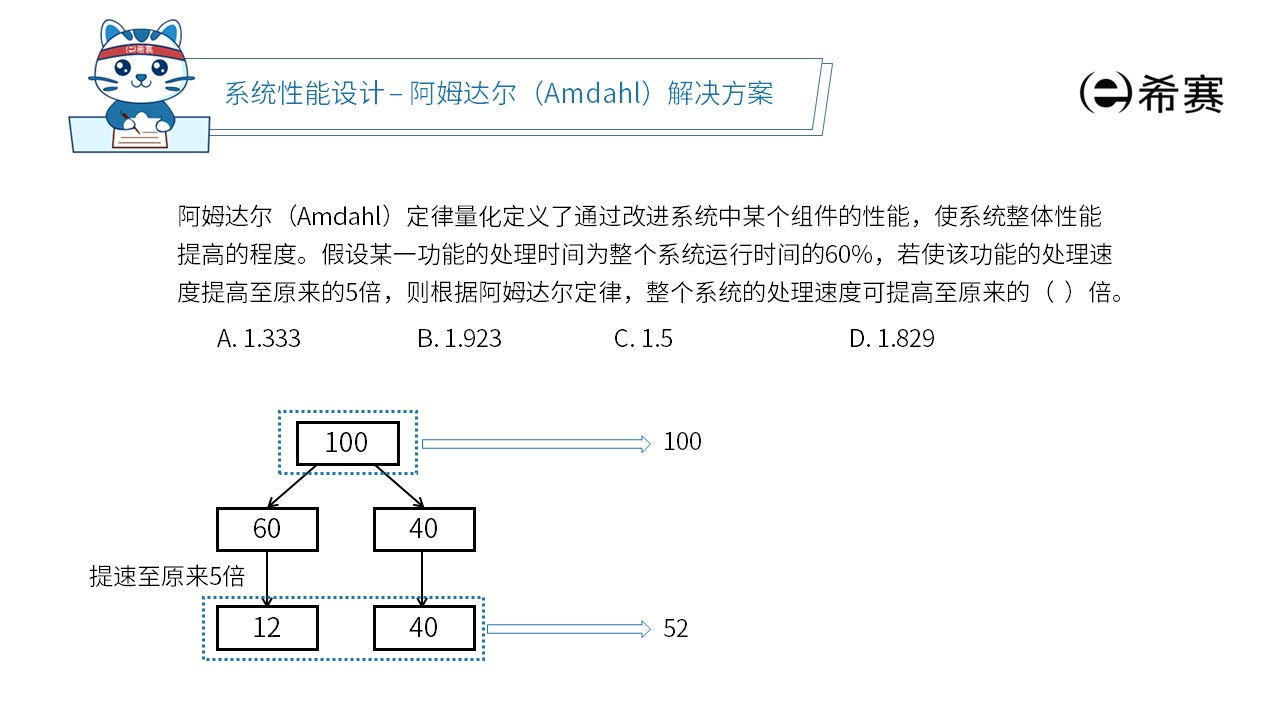 (e)希赛
系统性能设计 – 阿姆达尔（Amdahl）解决方案
(e)希赛
阿姆达尔（Amdahl）定律量化定义了通过改进系统中某个组件的性能，使系统整体性能
提高的程度。假设某一功能的处理时间为整个系统运行时间的60%，若使该功能的处理速
度提高至原来的5倍，则根据阿姆达尔定律，整个系统的处理速度可提高至原来的（ ）倍。
A. 1.333 B. 1.923 C. 1.5 D. 1.829
100 100
60 40
提速至原来5倍
12 40 52